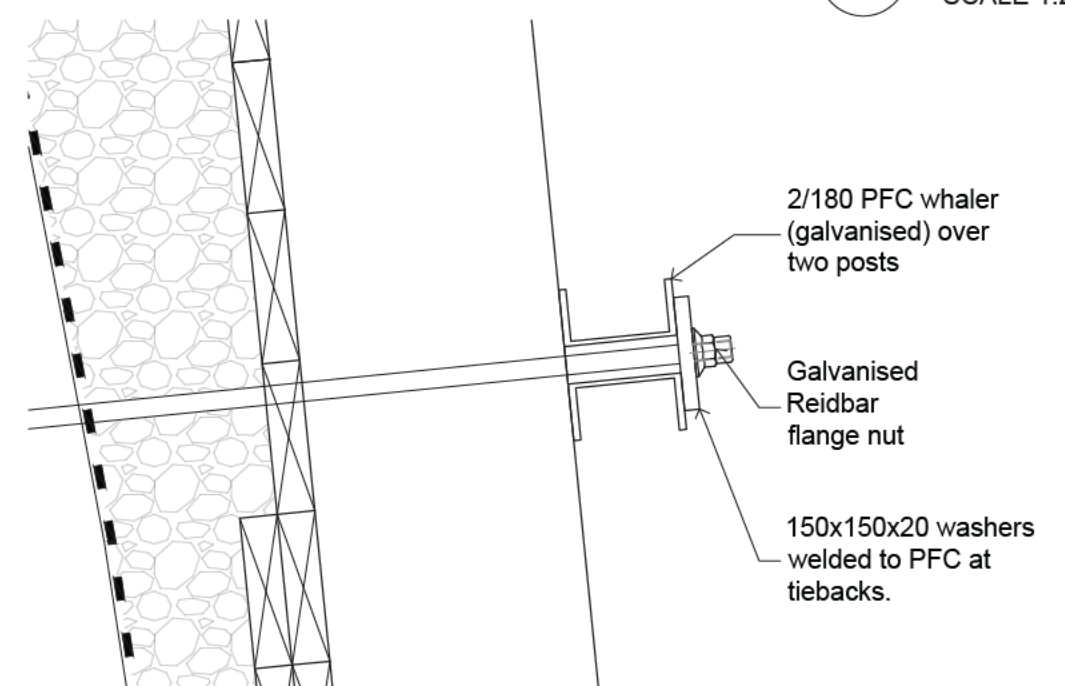 2/180 PFC whaler
(galvanised) over
two posts
Galvanised
Reidbar
flange nut
150x150x20 washers
welded to PFC at
tiebacks.